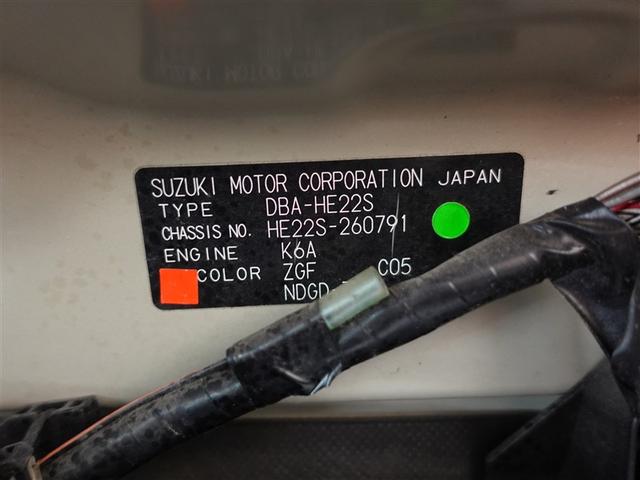 SUZUKI MOTOR CORPORATION JAPAN
TYPE DBA-HE22S
CHASSIS NO. HE22S-260791
ENGINE K6A
COLOR ZGF C05
NDGD